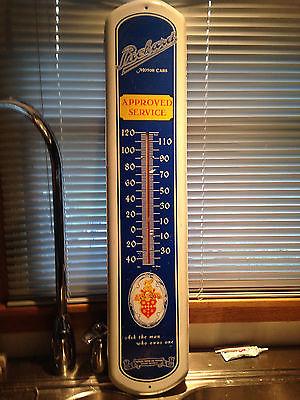 Packard
MOTOR CARS
APPROVED
SERVICE
120 110
100 90
80 70
60 50
40 30
20 10
0 10
20 30
40
Ask the man
who owns one